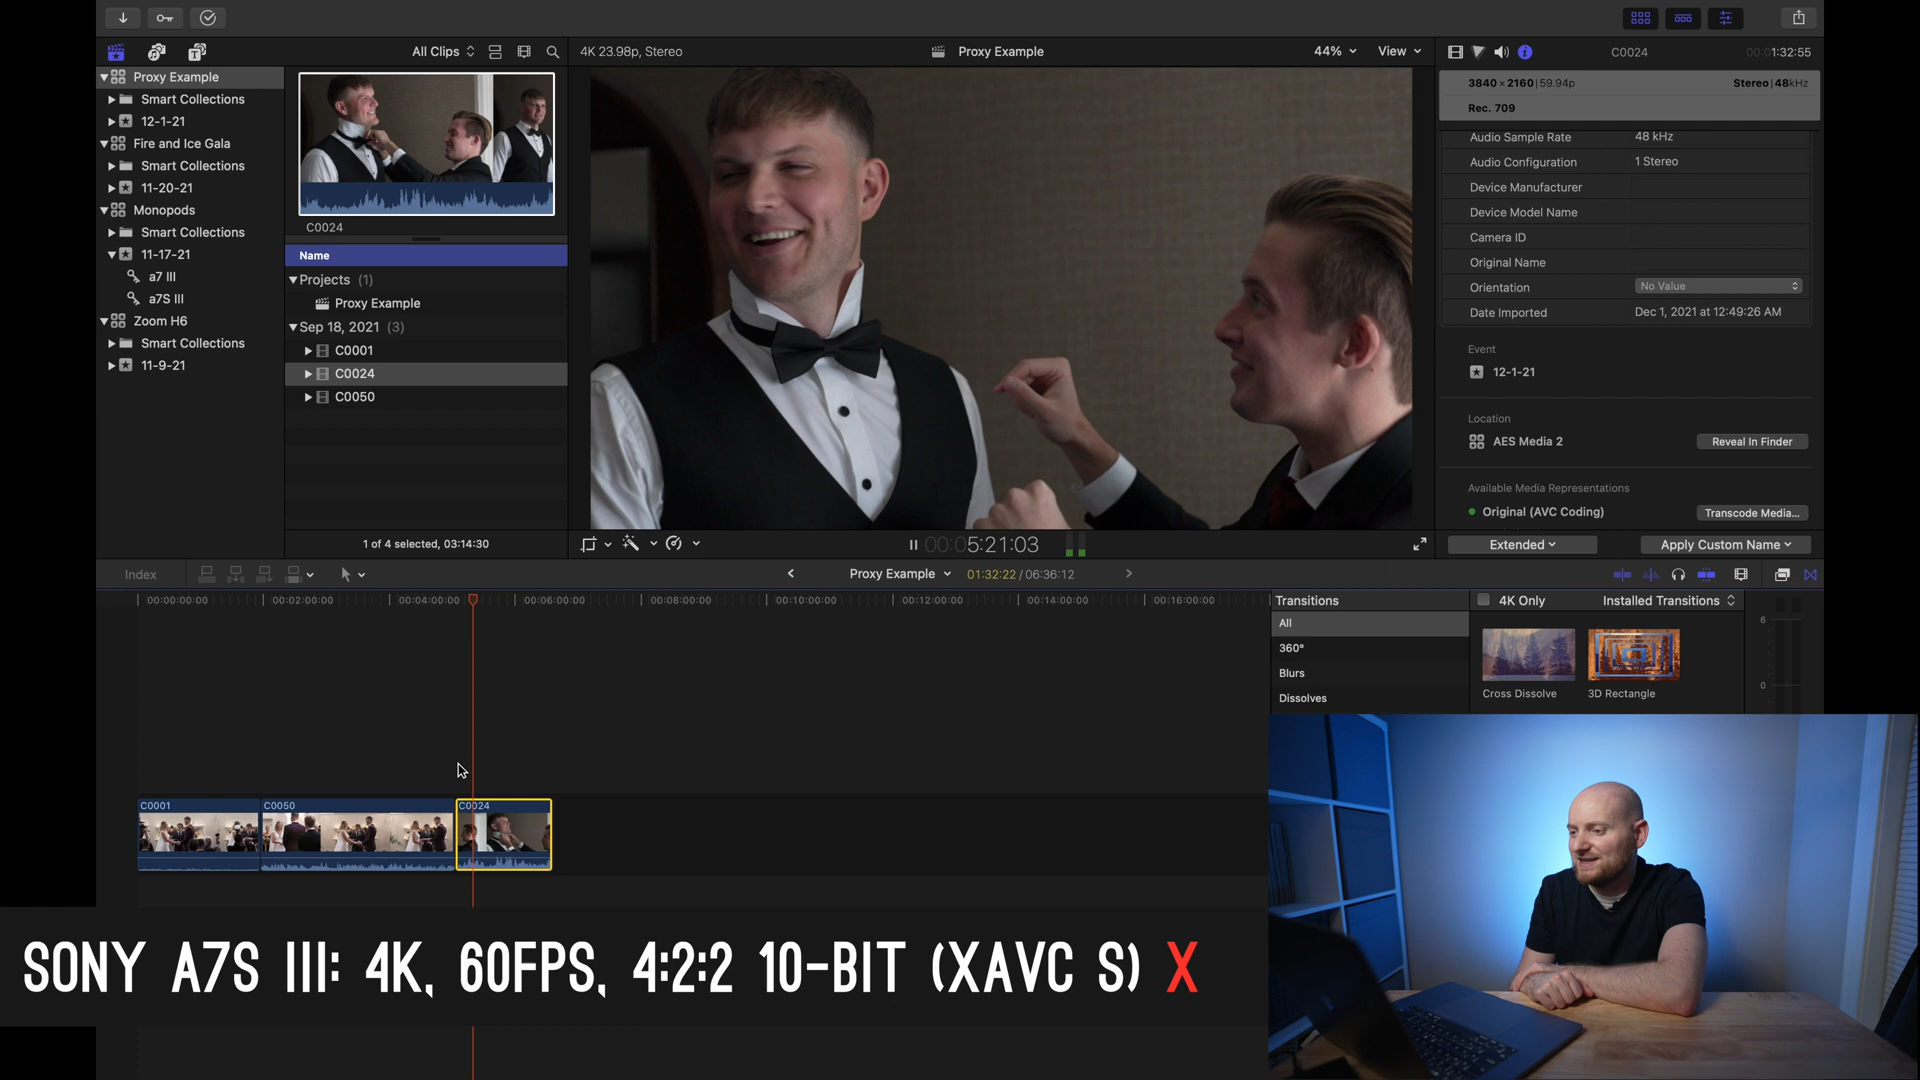 All Clips
4K 23.98p, Stereo
Proxy Example
44%
View
C0024
00:01:32:55
Proxy Example
Smart Collections
12-1-21
Fire and Ice Gala
Smart Collections
11-20-21
Monopods
Smart Collections
11-17-21
a7 III
a7S III
Zoom H6
Smart Collections
11-9-21
C0024
Name
Projects (1)
Proxy Example
Sep 18, 2021 (3)
C0001
C0024
C0050
1 of 4 selected, 03:14:30
00:05:21:03
3840 × 2160 | 59.94p
Stereo | 48kHz
Rec. 709
Audio Sample Rate
48 kHz
Audio Configuration
1 Stereo
Device Manufacturer
Device Model Name
Camera ID
Original Name
Orientation
No Value
Date Imported
Dec 1, 2021 at 12:49:26 AM
Event
12-1-21
Location
AES Media 2
Reveal In Finder
Available Media Representations
Original (AVC Coding)
Transcode Media...
Extended
Apply Custom Name
Index
Proxy Example
01:32:22 / 06:36:12
00:00:00:00
00:02:00:00
00:04:00:00
00:06:00:00
00:08:00:00
00:10:00:00
00:12:00:00
00:14:00:00
00:16:00:00
Transitions
4K Only
Installed Transitions
All
360°
Blurs
Dissolves
Cross Dissolve
3D Rectangle
6
0
C0001
C0050
C0024
SONY A7S III: 4K, 60FPS, 4:2:2 10-BIT (XAVC S) X